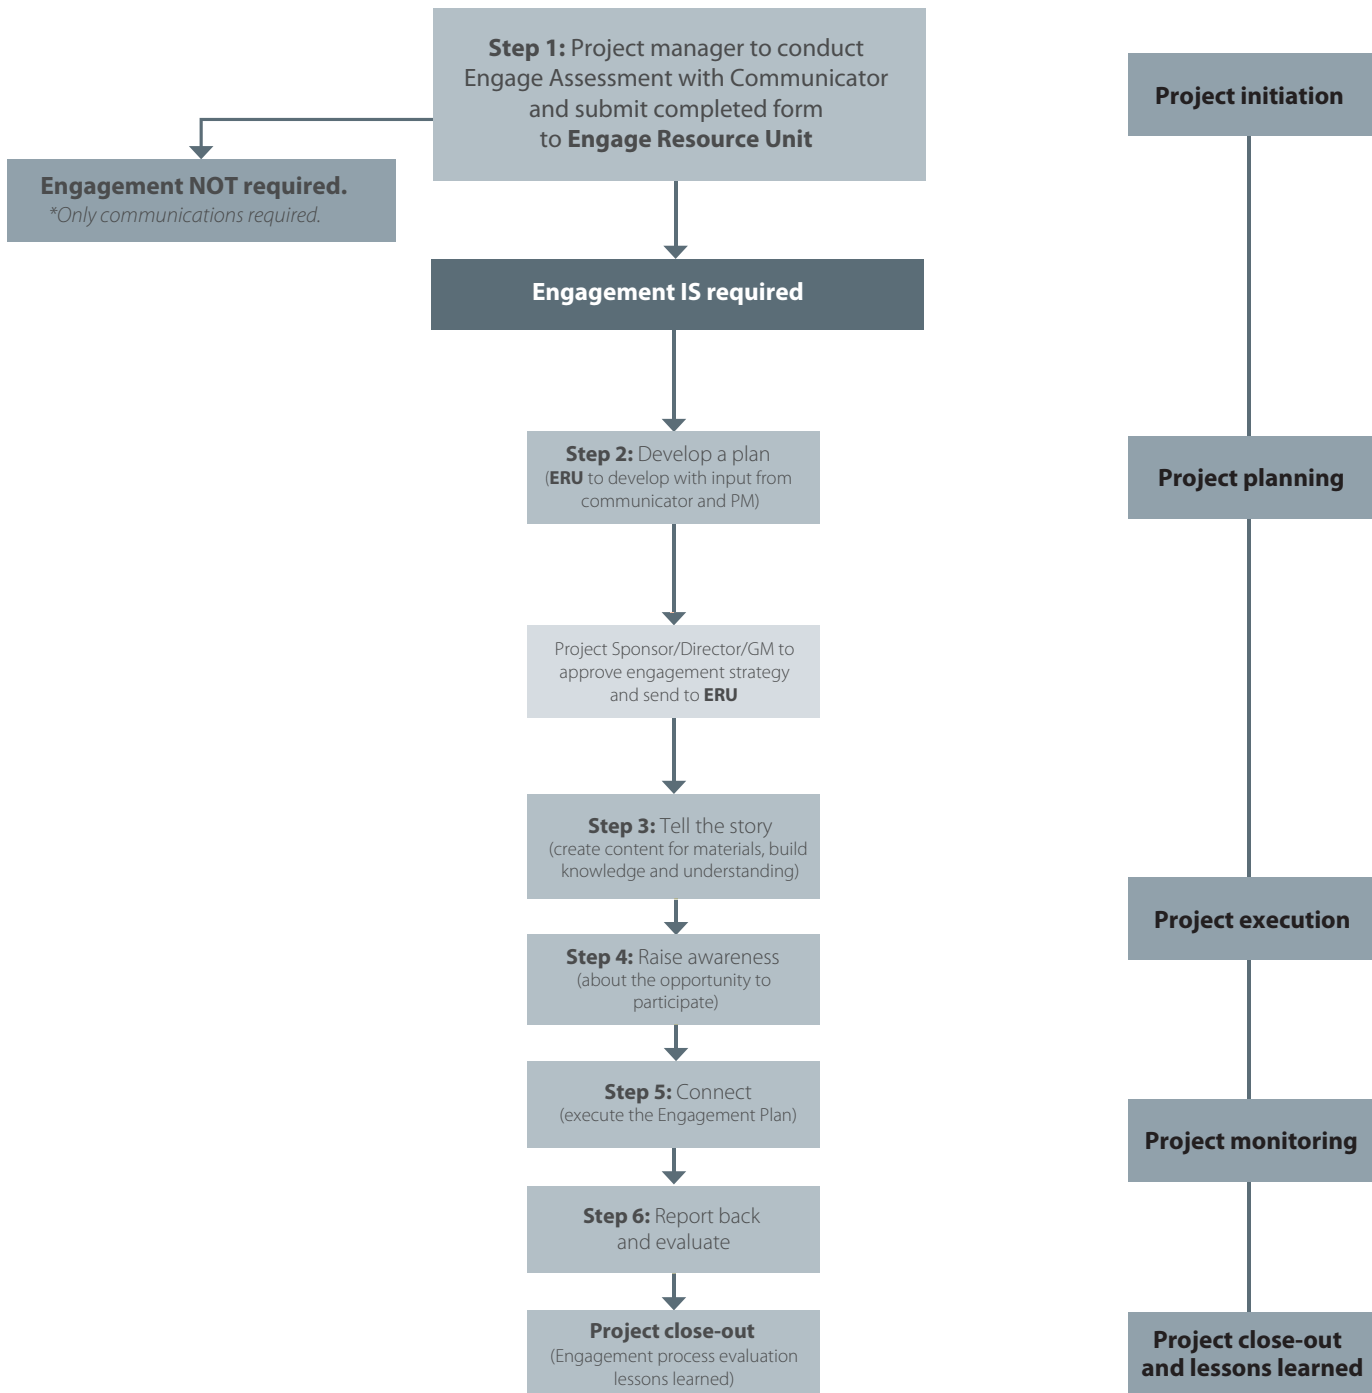 Step 1: Project manager to conduct
Engage Assessment with Communicator
and submit completed form
to Engage Resource Unit
Engagement NOT required.
*Only communications required.
Engagement IS required
Step 2: Develop a plan
(ERU to develop with input from
communicator and PM)
Project Sponsor/Director/GM to
approve engagement strategy
and send to ERU
Step 3: Tell the story
(create content for materials, build
knowledge and understanding)
Step 4: Raise awareness
(about the opportunity to
participate)
Step 5: Connect
(execute the Engagement Plan)
Step 6: Report back
and evaluate
Project close-out
(Engagement process evaluation
lessons learned)
Project initiation
Project planning
Project execution
Project monitoring
Project close-out
and lessons learned